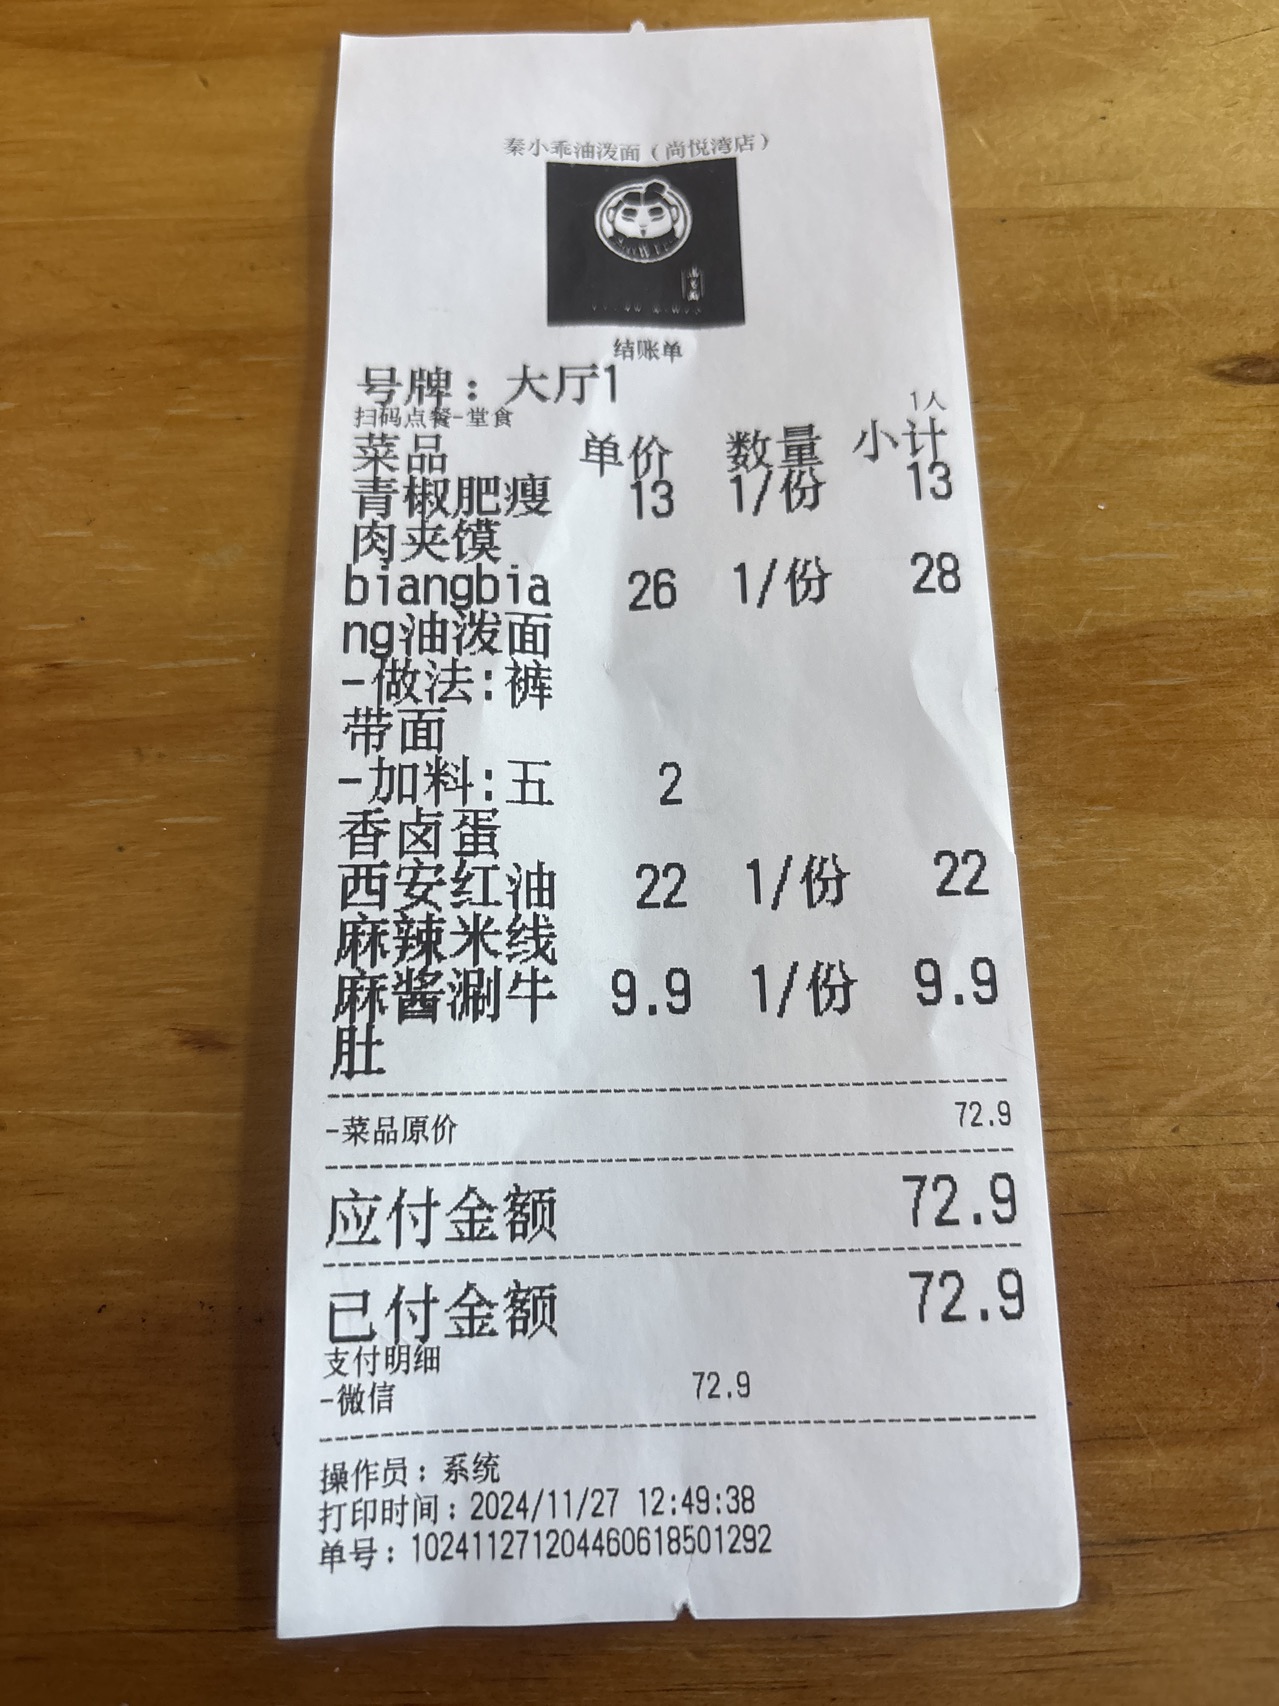 秦小乖油泼面（尚悦湾店）
结账单
号牌：大厅1
1人
扫码点餐-堂食
菜品 单价 数量 小计
青椒肥瘦 13 1/份 13
肉夹馍
biangbia 26 1/份 28
ng油泼面
-做法:裤
带面
-加料:五 2
香卤蛋
西安红油 22 1/份 22
麻辣米线
麻酱涮牛 9.9 1/份 9.9
肚
-菜品原价 72.9
应付金额 72.9
已付金额 72.9
支付明细
-微信 72.9
操作员：系统
打印时间：2024/11/27 12:49:38
单号：102411271204460618501292